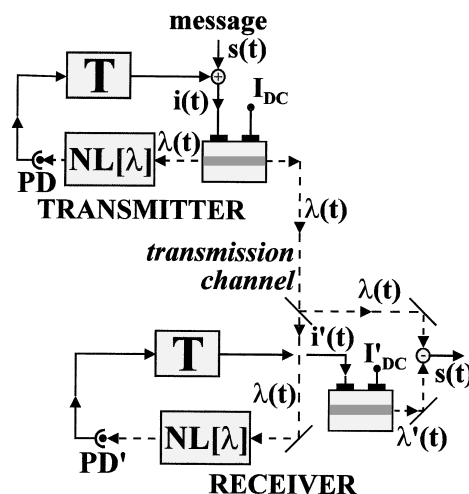 message
s(t)
T
+
i(t)
I_DC
λ(t)
NL[λ]
PD
TRANSMITTER
λ(t)
transmission
channel
λ(t)
i'(t)
T
I'_DC
-
s(t)
λ(t)
NL[λ]
λ'(t)
PD'
RECEIVER